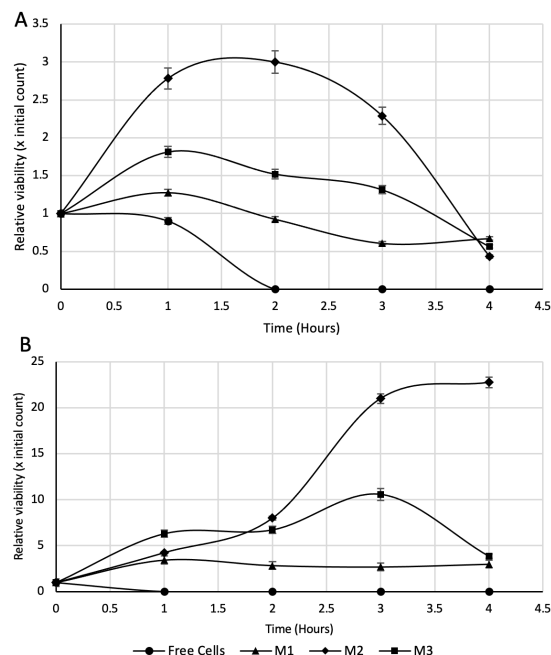 A
3.5
3
2.5
2
1.5
1
0.5
0
Relative viability (x initial count)
0 0.5 1 1.5 2 2.5 3 3.5 4 4.5
Time (Hours)
B
25
20
15
10
5
0
Relative viability (x initial count)
0 0.5 1 1.5 2 2.5 3 3.5 4 4.5
Time (Hours)
Free Cells M1 M2 M3